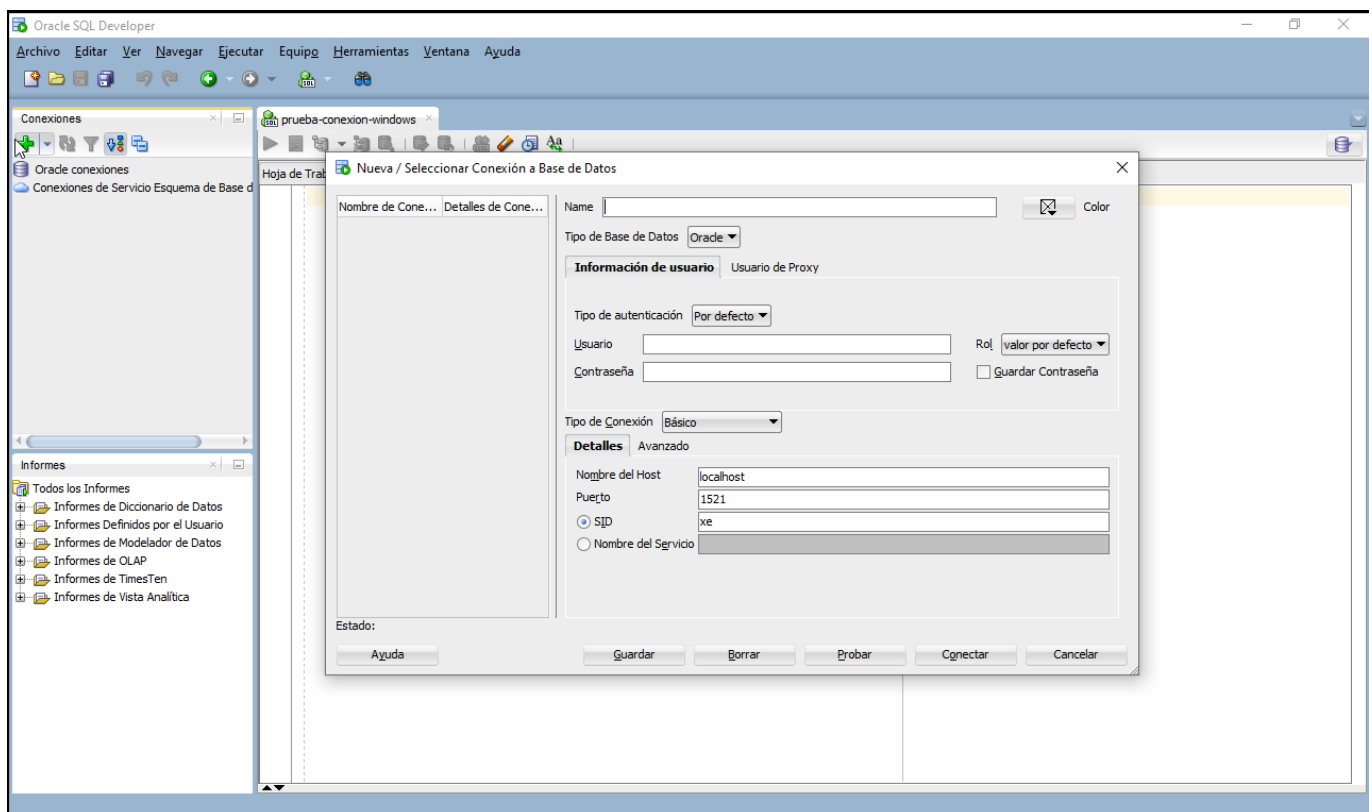 Oracle SQL Developer
Archivo Editar Ver Navegar Ejecutar Equipo Herramientas Ventana Ayuda
Conexiones
Oracle conexiones
Conexiones de Servicio Esquema de Base d
Informes
Todos los Informes
Informes de Diccionario de Datos
Informes Definidos por el Usuario
Informes de Modelador de Datos
Informes de OLAP
Informes de TimesTen
Informes de Vista Analítica
prueba-conexion-windows
Hoja de Trab
Nueva / Seleccionar Conexión a Base de Datos
Nombre de Cone... Detalles de Cone...
Name
Color
Tipo de Base de Datos Oracle
Información de usuario Usuario de Proxy
Tipo de autenticación Por defecto
Usuario
Rol valor por defecto
Contraseña
Guardar Contraseña
Tipo de Conexión Básico
Detalles Avanzado
Nombre del Host localhost
Puerto 1521
SID xe
Nombre del Servicio
Estado:
Ayuda Guardar Borrar Probar Conectar Cancelar